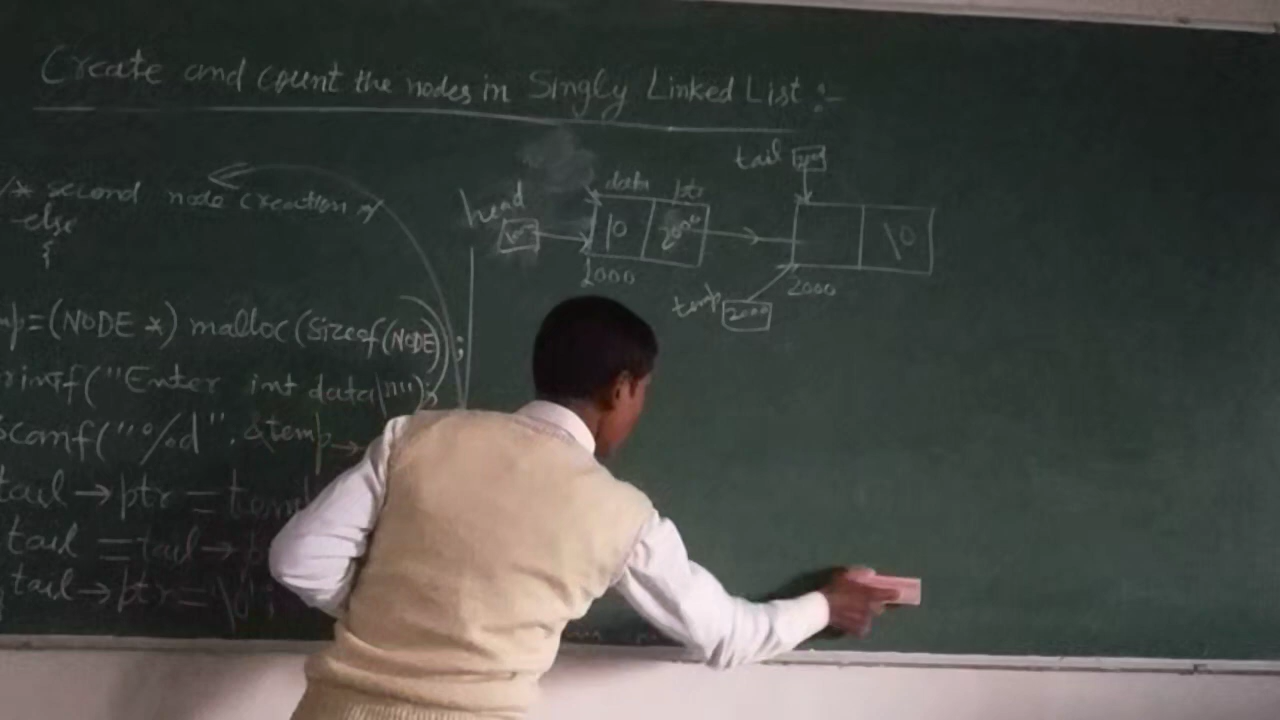 Create and count the nodes in Singly Linked List :-
/* second node creation */
else
{
mp=(NODE *) malloc(sizeof(NODE));
rintf("Enter int data\n");
scanf("%d", &temp→
tail→ptr = temp
tail = tail→p
tail→ptr = '\0';
tail
data ptr
head
10 2000
\0
2000
temp 2000
2000